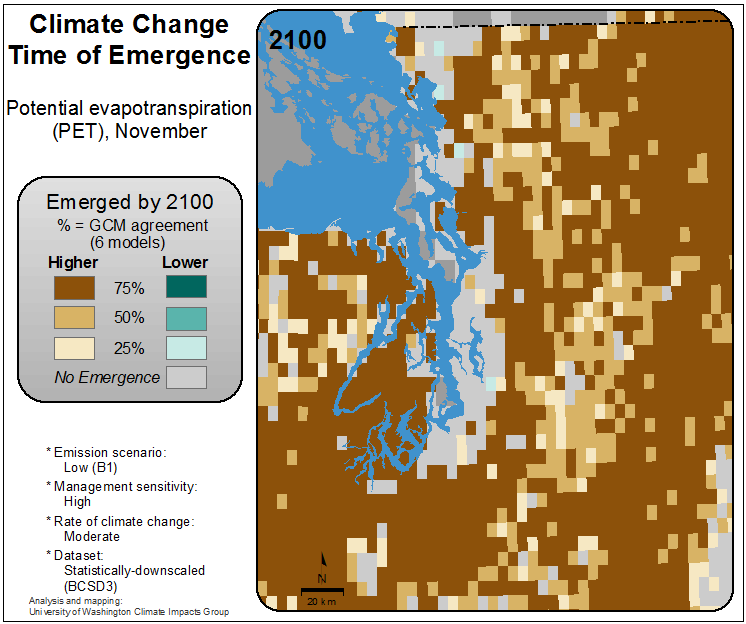 Climate Change
Time of Emergence
Potential evapotranspiration
(PET), November
Emerged by 2100
% = GCM agreement
(6 models)
Higher Lower
75%
50%
25%
No Emergence
* Emission scenario:
Low (B1)
* Management sensitivity:
High
* Rate of climate change:
Moderate
* Dataset:
Statistically-downscaled
(BCSD3)
Analysis and mapping:
University of Washington Climate Impacts Group
2100
N
20 km